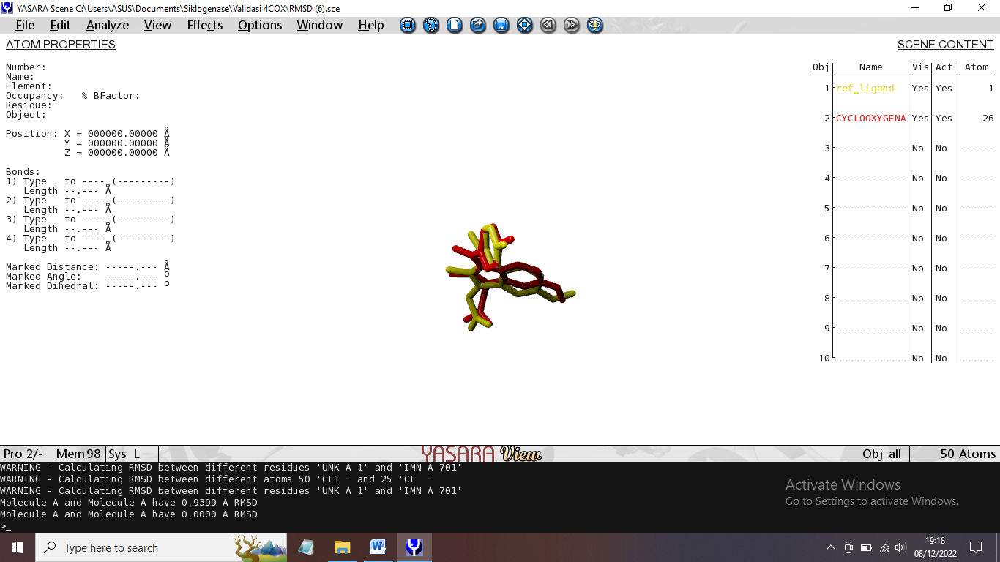 YASARA Scene C:\Users\ASUS\Documents\Siklogenase\Validasi 4COX\RMSD (6).sce
File Edit Analyze View Effects Options Window Help
ATOM PROPERTIES
Number:
Name:
Element:
Occupancy: % BFactor:
Residue:
Object:
Position: X = 000000.00000 Å
Y = 000000.00000 Å
Z = 000000.00000 Å
Bonds:
1) Type to ----.(---------)
Length --.--- Å
2) Type to ----.(---------)
Length --.--- Å
3) Type to ----.(---------)
Length --.--- Å
4) Type to ----.(---------)
Length --.--- Å
Marked Distance: -----.--- Å
Marked Angle: -----.--- o
Marked Dihedral: -----.--- o
SCENE CONTENT
Obj Name Vis Act Atom
1 ref_ligand Yes Yes 1
2 CYCLOOXYGENA Yes Yes 26
3 ------------ No No ------
4 ------------ No No ------
5 ------------ No No ------
6 ------------ No No ------
7 ------------ No No ------
8 ------------ No No ------
9 ------------ No No ------
10 ------------ No No ------
Pro 2/- Mem 98 Sys L YASARA View Obj all 50 Atoms
WARNING - Calculating RMSD between different residues 'UNK A 1' and 'IMN A 701'
WARNING - Calculating RMSD between different atoms 50 'CL1 ' and 25 'CL  '
WARNING - Calculating RMSD between different residues 'UNK A 1' and 'IMN A 701'
Molecule A and Molecule A have 0.9399 A RMSD
Molecule A and Molecule A have 0.0000 A RMSD
>_
Activate Windows
Go to Settings to activate Windows.
Type here to search
19:18
08/12/2022